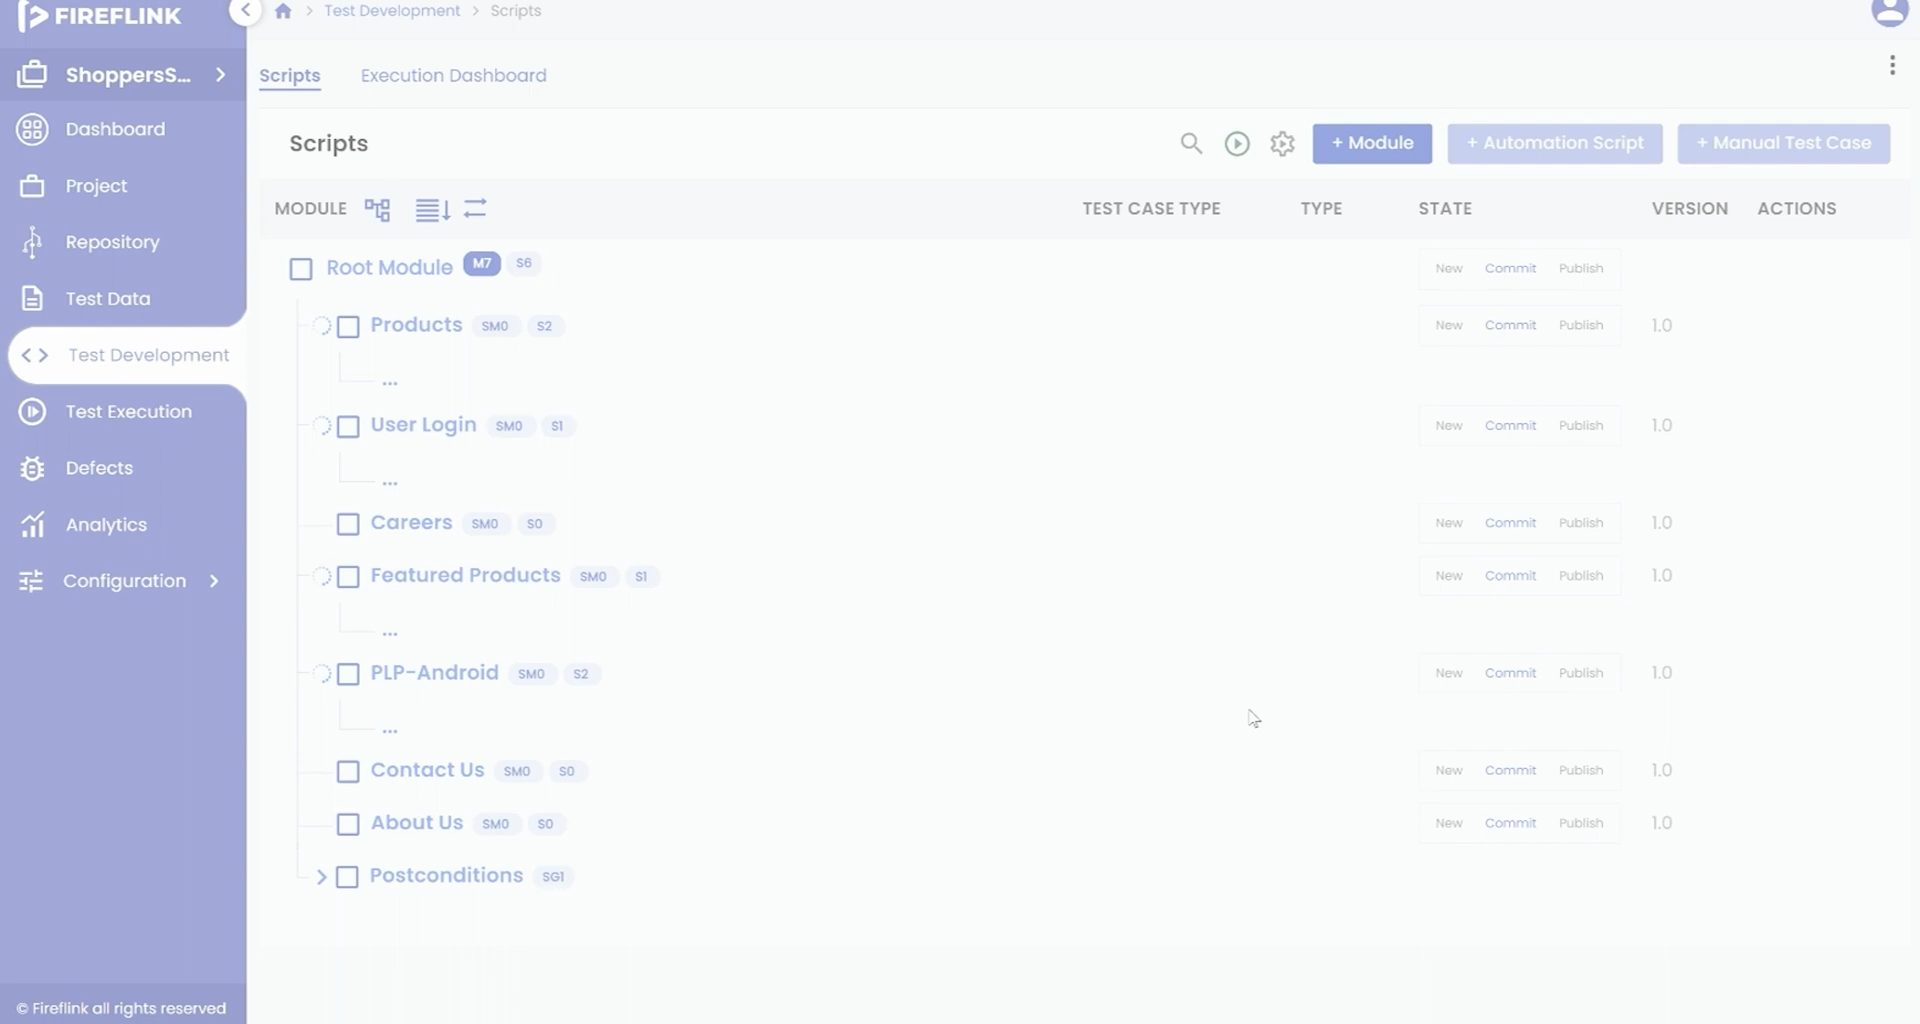 FIREFLINK
Test Development
Scripts
ShoppersS...
Scripts
Execution Dashboard
Dashboard
Project
Repository
Test Data
Test Development
Test Execution
Defects
Analytics
Configuration
Scripts
+ Module
+ Automation Script
+ Manual Test Case
MODULE
TEST CASE TYPE
TYPE
STATE
VERSION
ACTIONS
Root Module M7 S6 New Commit Publish
Products SM0 S2 New Commit Publish 1.0
...
User Login SM0 S1 New Commit Publish 1.0
...
Careers SM0 S0 New Commit Publish 1.0
Featured Products SM0 S1 New Commit Publish 1.0
...
PLP-Android SM0 S2 New Commit Publish 1.0
...
Contact Us SM0 S0 New Commit Publish 1.0
About Us SM0 S0 New Commit Publish 1.0
Postconditions SG1
© Fireflink all rights reserved